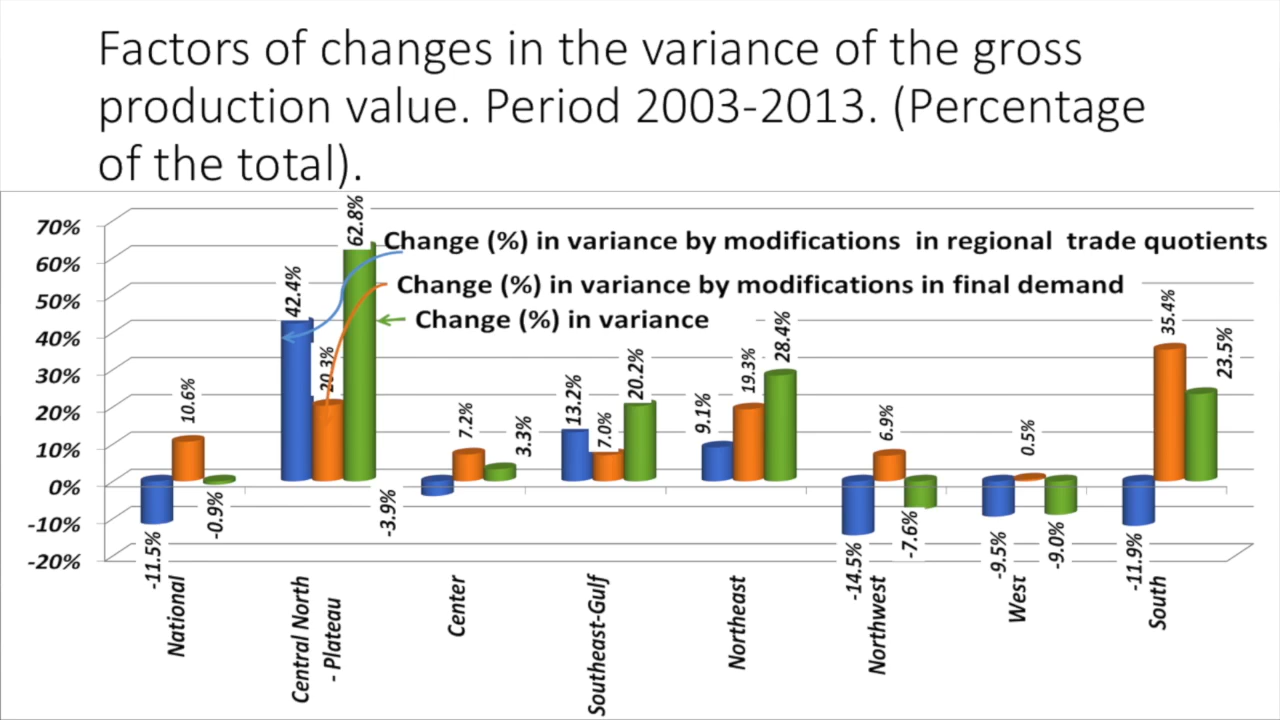 Factors of changes in the variance of the gross
production value. Period 2003-2013. (Percentage
of the total).
70%
60%
50%
40%
30%
20%
10%
0%
-10%
-20%
Change (%) in variance by modifications in regional trade quotients
Change (%) in variance by modifications in final demand
Change (%) in variance
-11.5%
10.6%
-0.9%
42.4%
20.3%
62.8%
-3.9%
7.2%
3.3%
13.2%
7.0%
20.2%
9.1%
19.3%
28.4%
-14.5%
6.9%
-7.6%
-9.5%
0.5%
-9.0%
-11.9%
35.4%
23.5%
National
Central North
- Plateau
Center
Southeast-Gulf
Northeast
Northwest
West
South